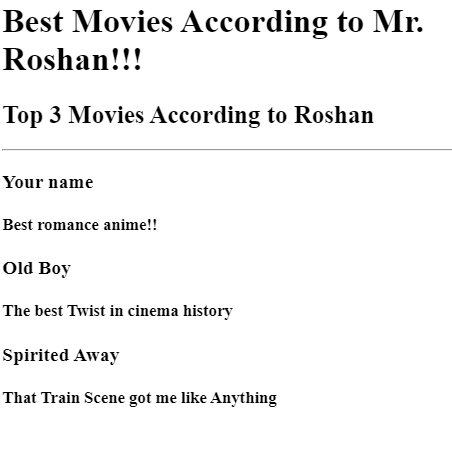 Best Movies According to Mr.
Roshan!!!
Top 3 Movies According to Roshan
Your name
Best romance anime!!
Old Boy
The best Twist in cinema history
Spirited Away
That Train Scene got me like Anything